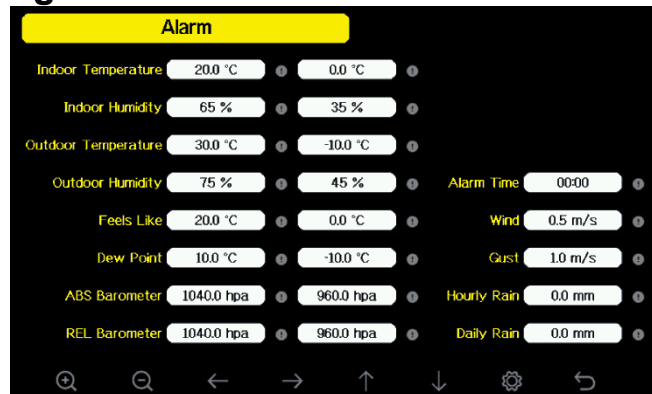 Alarm
Indoor Temperature 20.0 °C 0.0 °C
Indoor Humidity 65 % 35 %
Outdoor Temperature 30.0 °C -10.0 °C
Outdoor Humidity 75 % 45 % Alarm Time 00:00
Feels Like 20.0 °C 0.0 °C Wind 0.5 m/s
Dew Point 10.0 °C -10.0 °C Gust 1.0 m/s
ABS Barometer 1040.0 hpa 960.0 hpa Hourly Rain 0.0 mm
REL Barometer 1040.0 hpa 960.0 hpa Daily Rain 0.0 mm